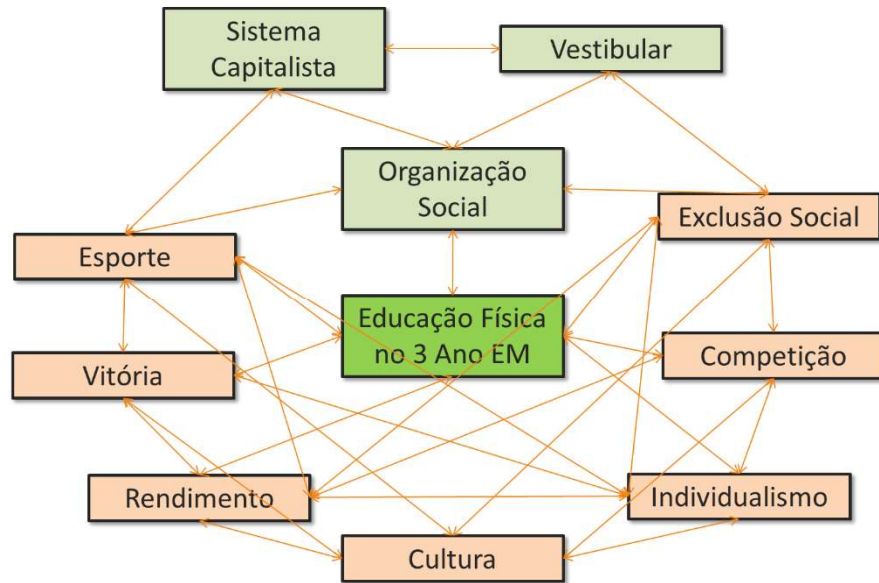 Sistema
Capitalista
Vestibular
Organização
Social
Exclusão Social
Esporte
Educação Física
no 3 Ano EM
Competição
Vitória
Rendimento
Individualismo
Cultura